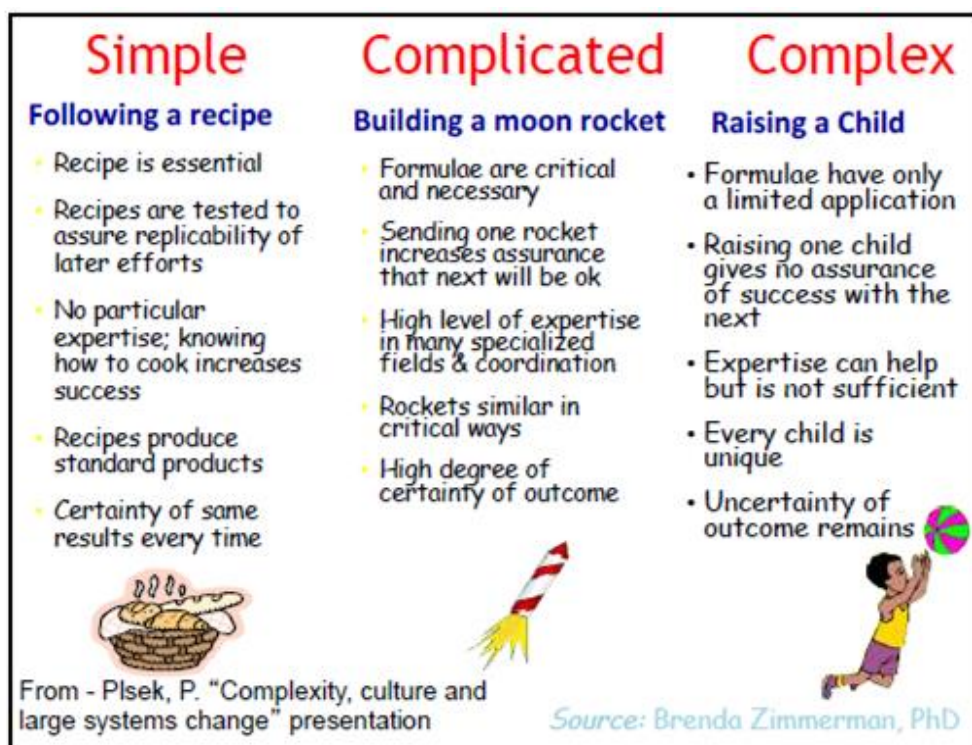 Simple
Following a recipe
• Recipe is essential
• Recipes are tested to
assure replicability of
later efforts
• No particular
expertise; knowing
how to cook increases
success
• Recipes produce
standard products
• Certainty of same
results every time
Complicated
Building a moon rocket
• Formulae are critical
and necessary
• Sending one rocket
increases assurance
that next will be ok
• High level of expertise
in many specialized
fields & coordination
• Rockets similar in
critical ways
• High degree of
certainty of outcome
Complex
Raising a Child
• Formulae have only
a limited application
• Raising one child
gives no assurance
of success with the
next
• Expertise can help
but is not sufficient
• Every child is
unique
• Uncertainty of
outcome remains
From - Plsek, P. “Complexity, culture and
large systems change” presentation
Source: Brenda Zimmerman, PhD